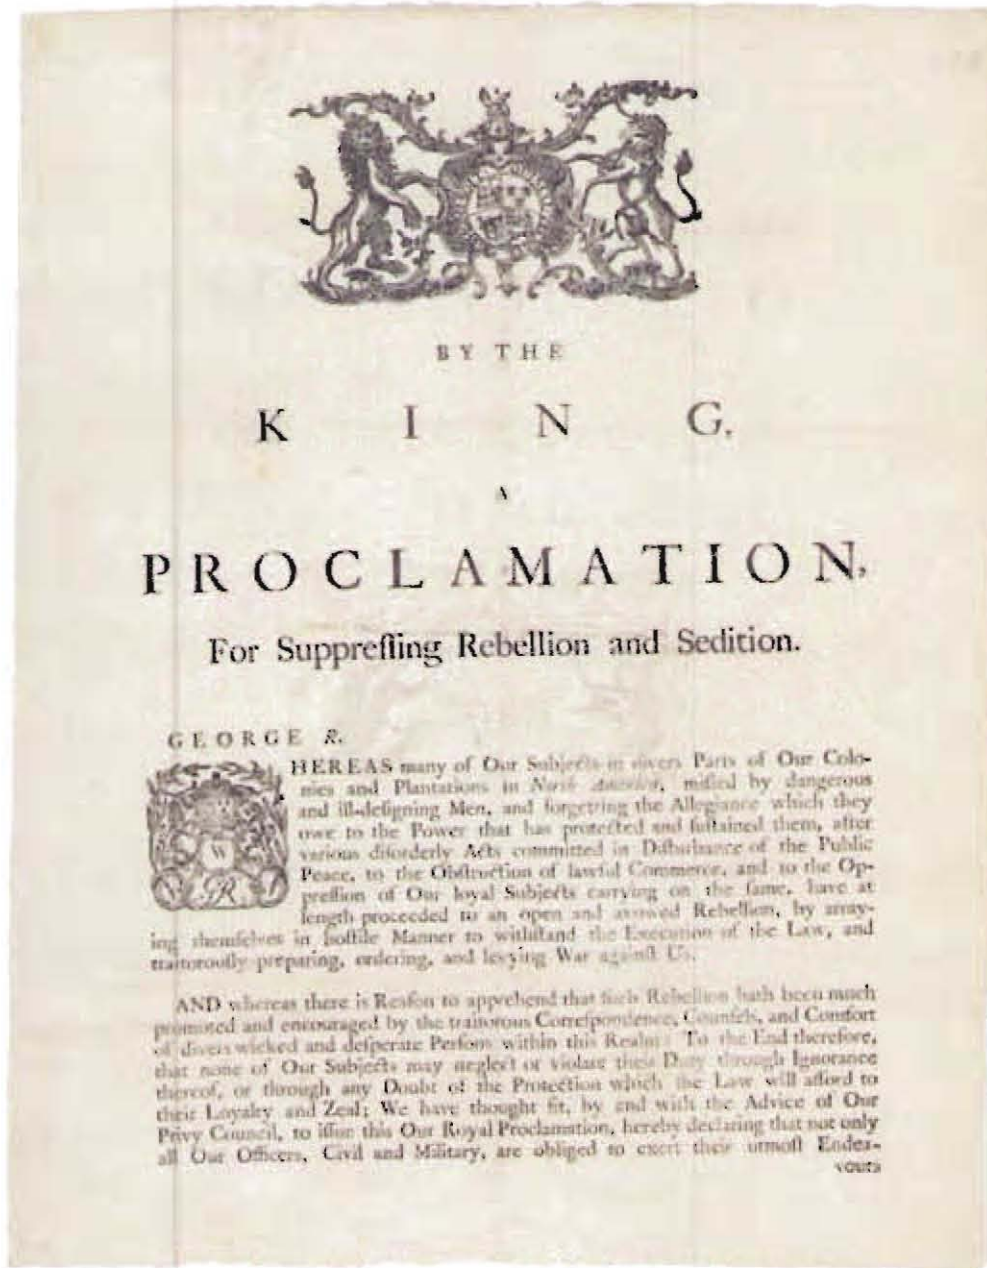 BY THE
KING,
A
PROCLAMATION,
For Suppreſſing Rebellion and Sedition.
GEORGE R.
WHEREAS many of Our Subjects in divers Parts of Our Colo-
nies and Plantations in North America, miſled by dangerous
and ill-deſigning Men, and forgetting the Allegiance which they
owe to the Power that has protected and ſuſtained them, after
various diſorderly Acts committed in Diſturbance of the Public
Peace, to the Obſtruction of lawful Commerce, and to the Op-
preſſion of Our loyal Subjects carrying on the ſame, have at
length proceeded to an open and avowed Rebellion, by array-
ing themſelves in hoſtile Manner to withſtand the Execution of the Law, and
traitorouſly preparing, ordering, and levying War againſt Us.
AND whereas there is Reaſon to apprehend that ſuch Rebellion hath been much
promoted and encouraged by the traitorous Correſpondence, Counſels, and Comfort
of divers wicked and deſperate Perſons within this Realm: To the End therefore,
that none of Our Subjects may neglect or violate their Duty through Ignorance
thereof, or through any Doubt of the Protection which the Law will afford to
their Loyalty and Zeal; We have thought fit, by and with the Advice of Our
Privy Council, to iſſue this Our Royal Proclamation, hereby declaring that not only
all Our Officers, Civil and Military, are obliged to exert their utmoſt Endea-
vours